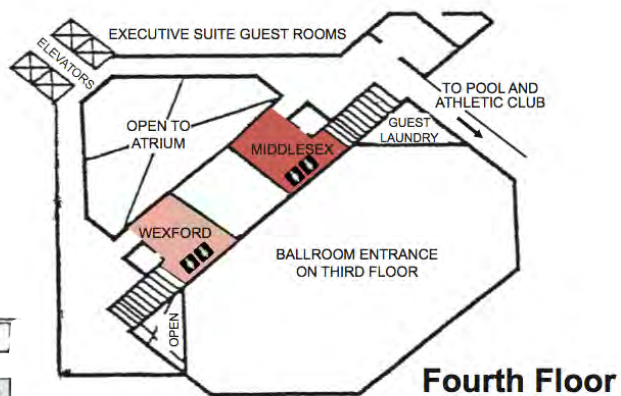 EXECUTIVE SUITE GUEST ROOMS
ELEVATORS
TO POOL AND
ATHLETIC CLUB
OPEN TO
ATRIUM
GUEST
LAUNDRY
MIDDLESEX
WEXFORD
BALLROOM ENTRANCE
ON THIRD FLOOR
OPEN
Fourth Floor